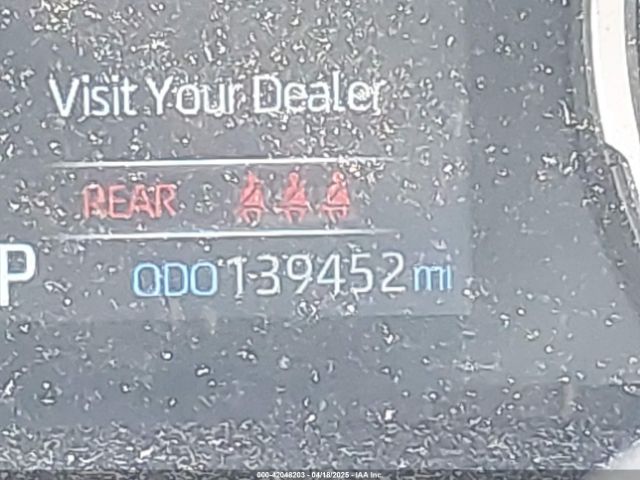 Visit Your Dealer
REAR
P
ODO 139452 mi
000-42048203 - 04/18/2025 - IAA Inc.